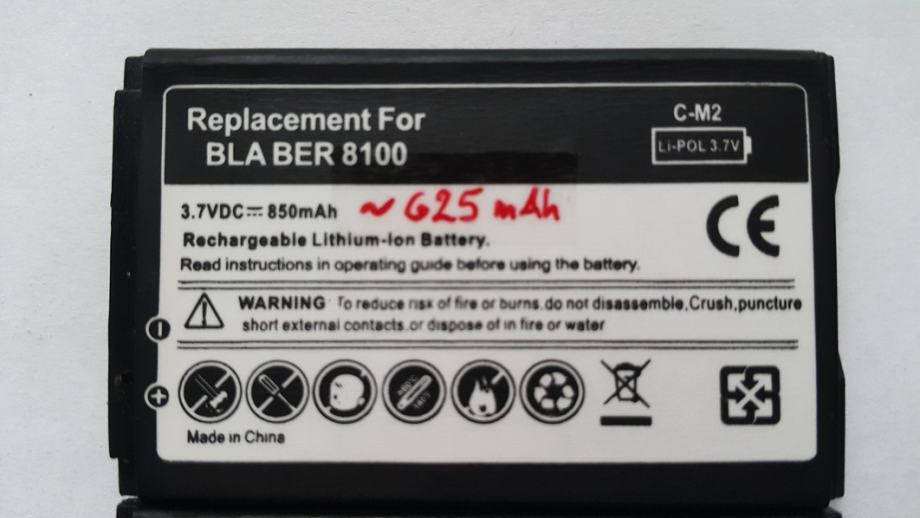 Replacement For
BLA BER 8100
C-M2
Li-POL 3.7V
3.7VDC⎓850mAh ~ 625 mAh
Rechargeable Lithium-ion Battery.
Read instructions in operating guide before using the battery.
WARNING To reduce risk of fire or burns.do not disassemble,Crush,puncture
short external contacts.or dispose of in fire or water
Made in China